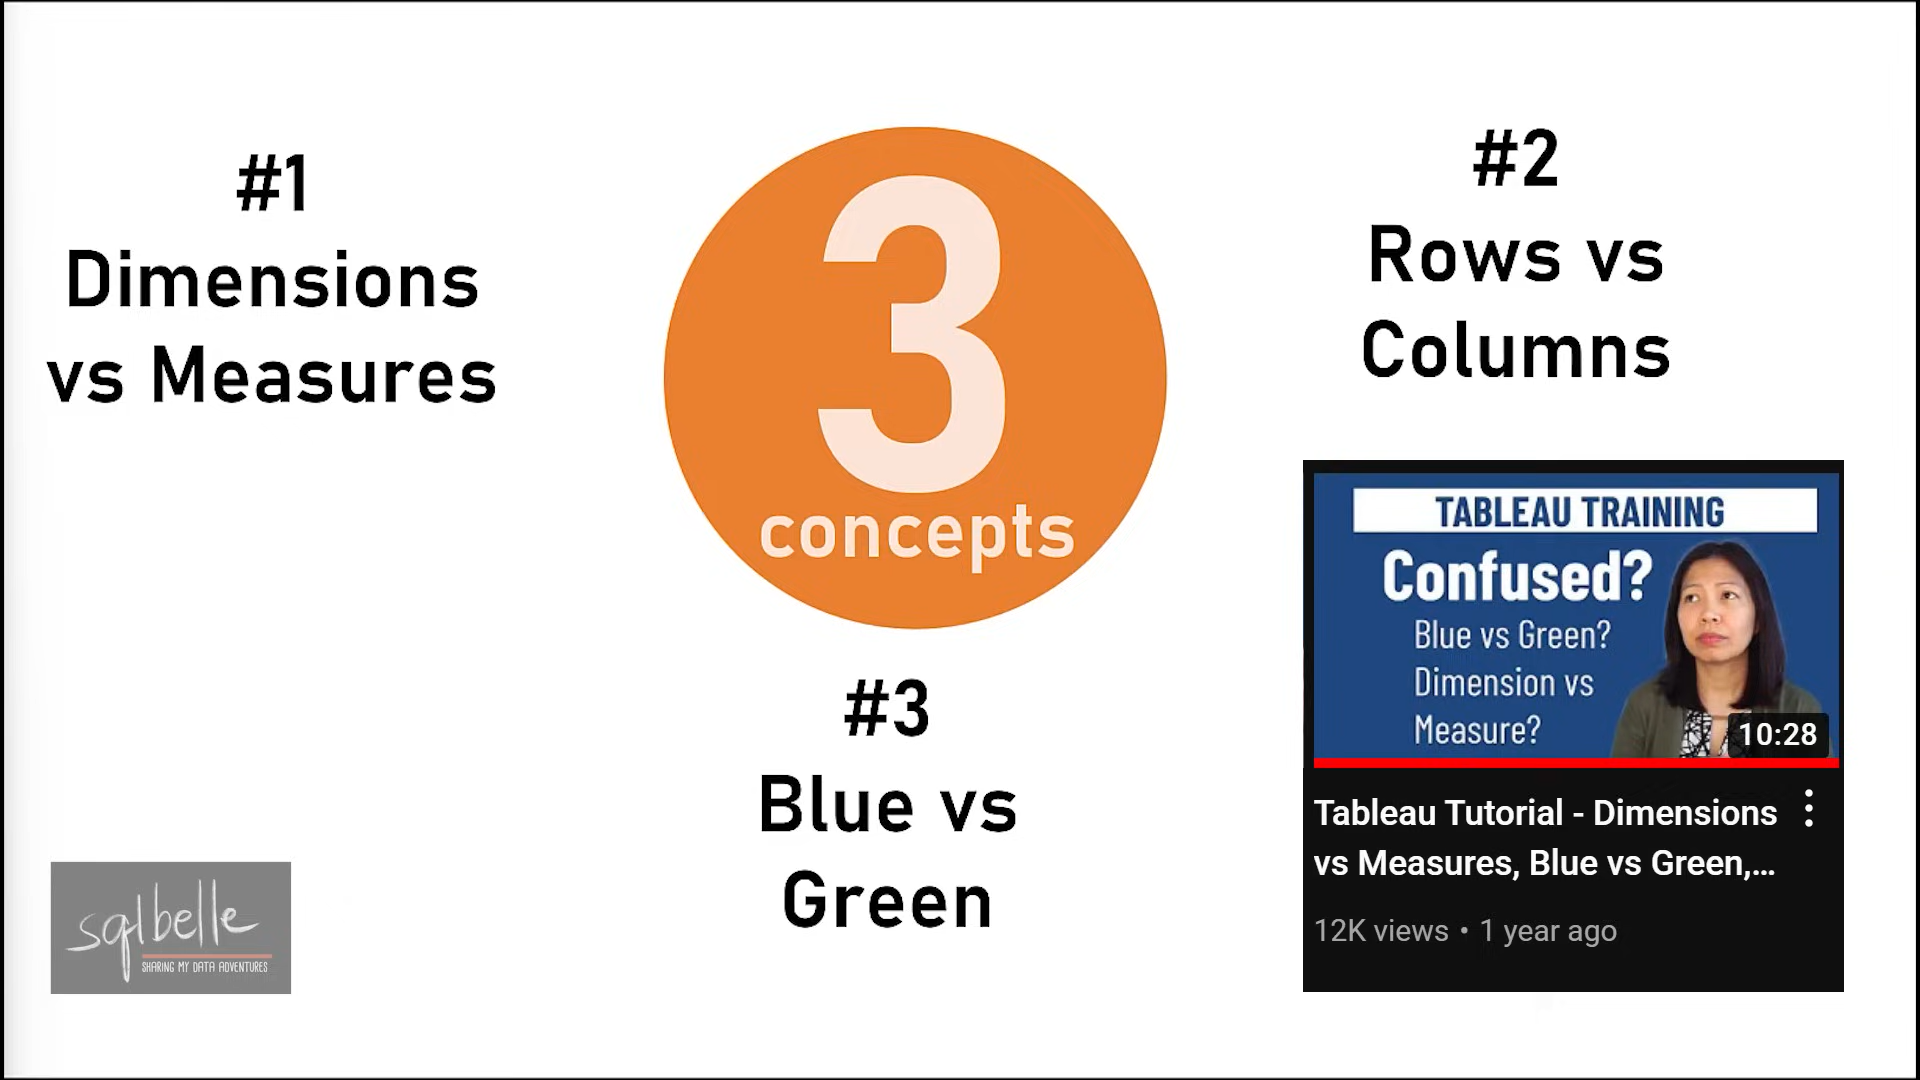 #1
Dimensions
vs Measures
3
concepts
#2
Rows vs
Columns
#3
Blue vs
Green
TABLEAU TRAINING
Confused?
Blue vs Green?
Dimension vs
Measure?
10:28
Tableau Tutorial - Dimensions
vs Measures, Blue vs Green,...
12K views • 1 year ago
sqlbelle
SHARING MY DATA ADVENTURES